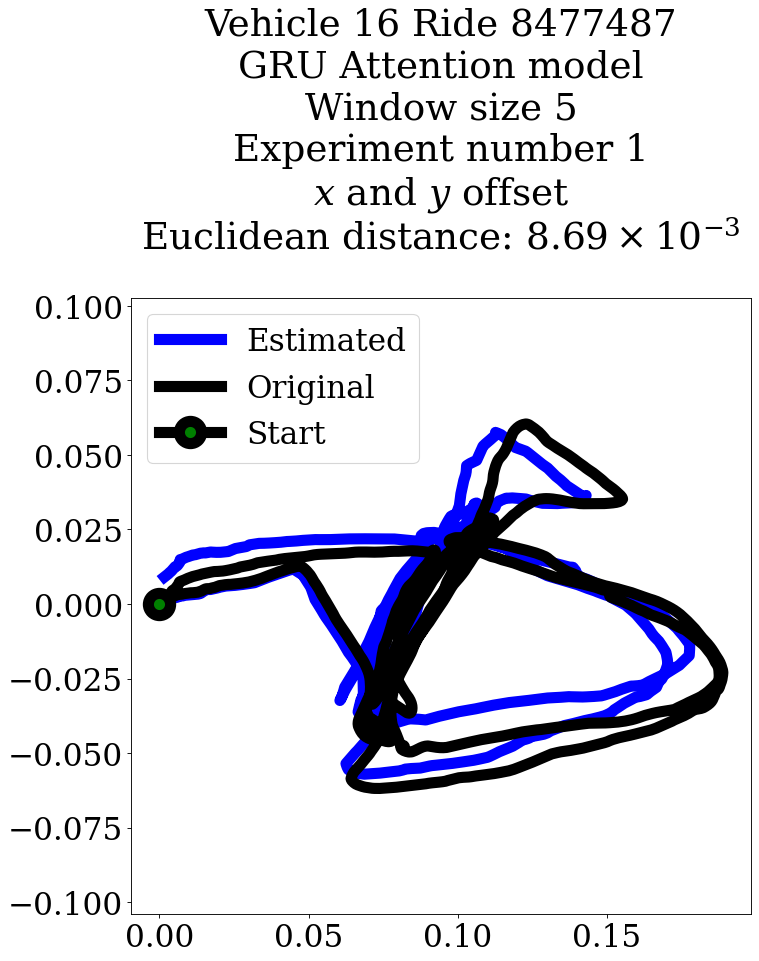 Vehicle 16 Ride 8477487
GRU Attention model
Window size 5
Experiment number 1
x and y offset
Euclidean distance: 8.69 × 10⁻³
0.100
0.075
0.050
0.025
0.000
−0.025
−0.050
−0.075
−0.100
Estimated
Original
Start
0.00 0.05 0.10 0.15